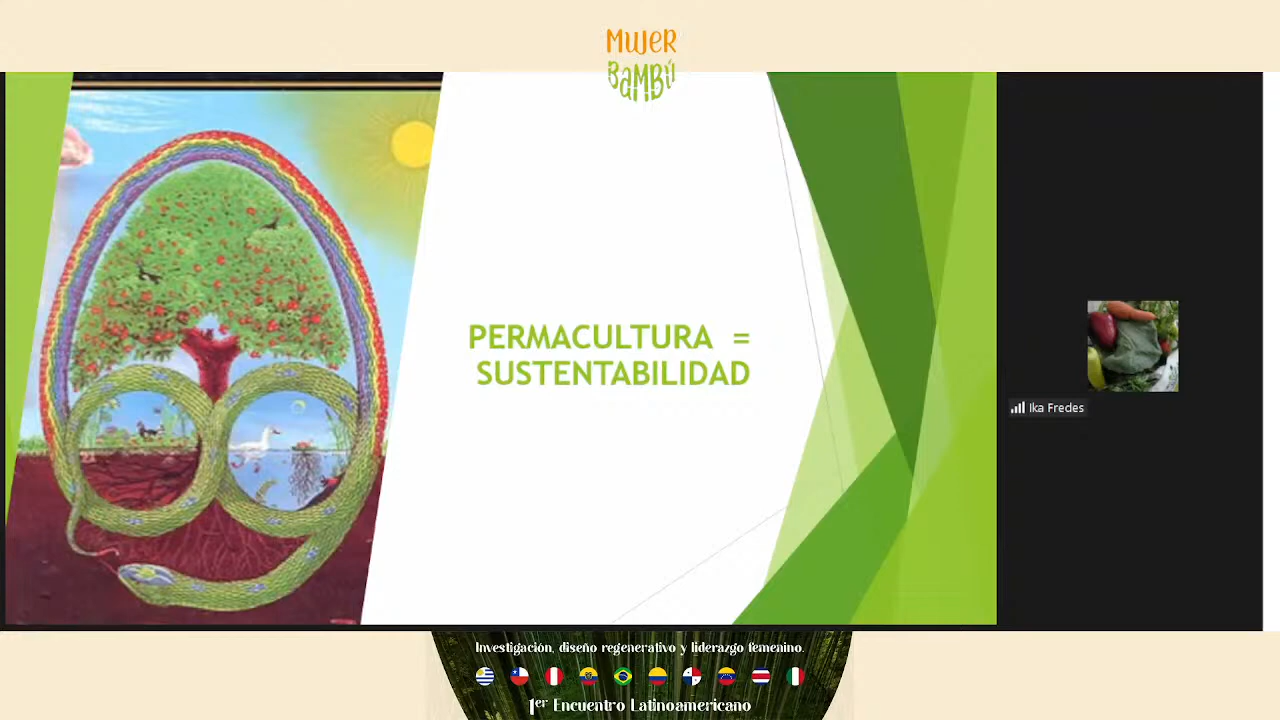 MUJER
BAMBÚ
PERMACULTURA =
SUSTENTABILIDAD
Ika Fredes
Investigación, diseño regenerativo y liderazgo femenino.
1er Encuentro Latinoamericano